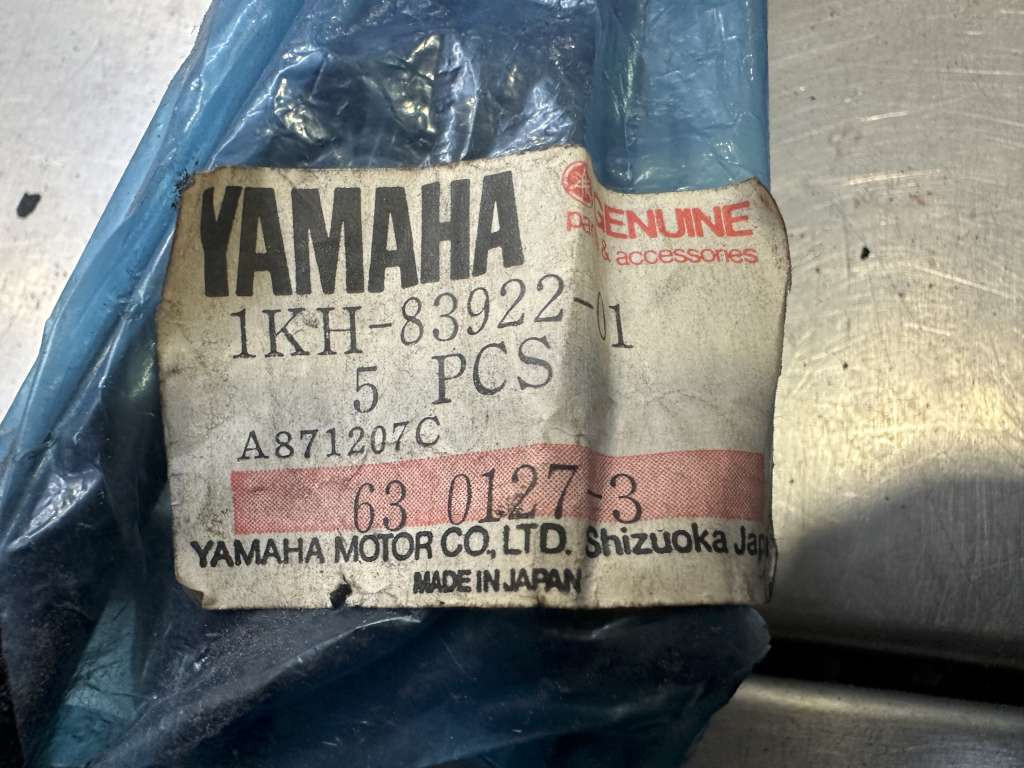 YAMAHA
GENUINE
& accessories
1KH-83922-01
5 PCS
A871207C
63 0127-3
YAMAHA MOTOR CO., LTD. Shizuoka
MADE IN JAPAN